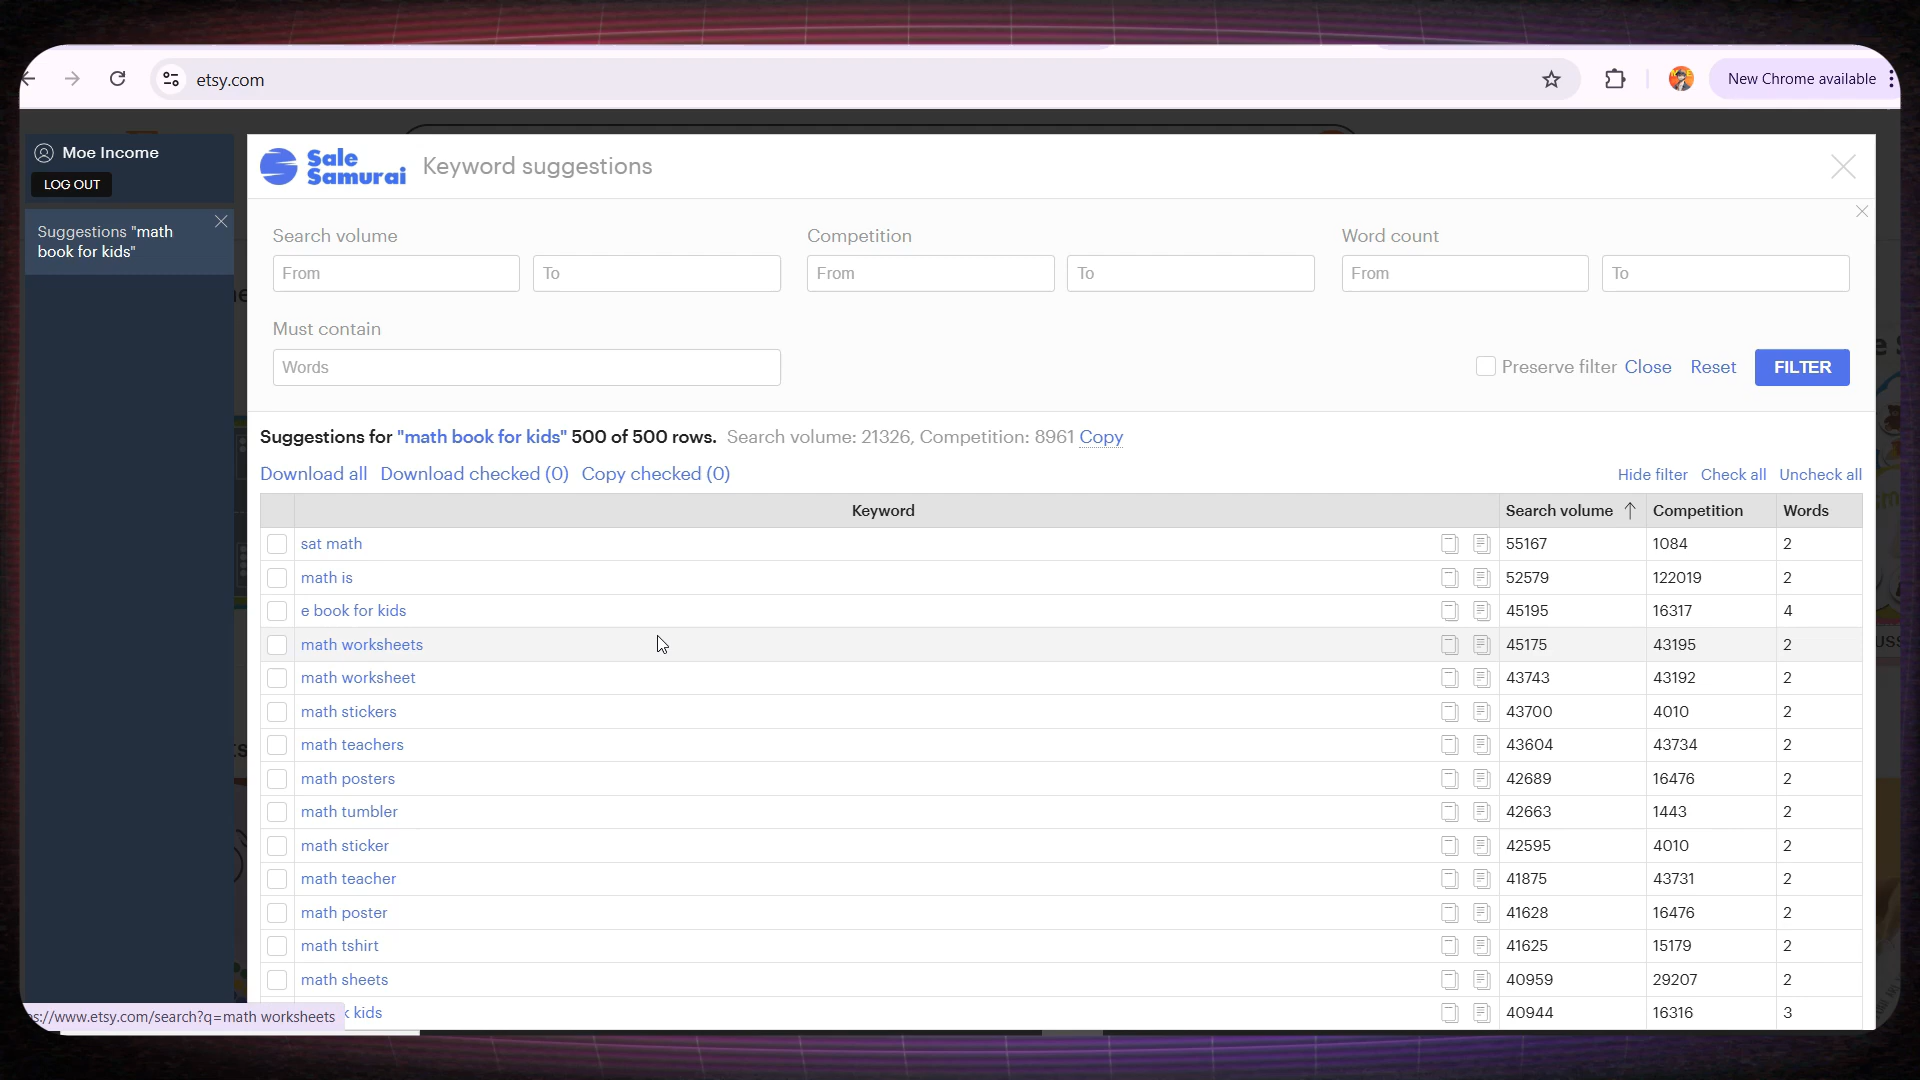 etsy.com
New Chrome available
Moe Income
LOG OUT
Suggestions "math
book for kids"
Sale
Samurai
Keyword suggestions
Search volume
Competition
Word count
From To From To From To
Must contain
Words
Preserve filter Close Reset FILTER
Suggestions for "math book for kids" 500 of 500 rows. Search volume: 21326, Competition: 8961 Copy
Download all Download checked (0) Copy checked (0)
Hide filter Check all Uncheck all
Keyword Search volume Competition Words
sat math 55167 1084 2
math is 52579 122019 2
e book for kids 45195 16317 4
math worksheets 45175 43195 2
math worksheet 43743 43192 2
math stickers 43700 4010 2
math teachers 43604 43734 2
math posters 42689 16476 2
math tumbler 42663 1443 2
math sticker 42595 4010 2
math teacher 41875 43731 2
math poster 41628 16476 2
math tshirt 41625 15179 2
math sheets 40959 29207 2
kids 40944 16316 3
s://www.etsy.com/search?q=math worksheets